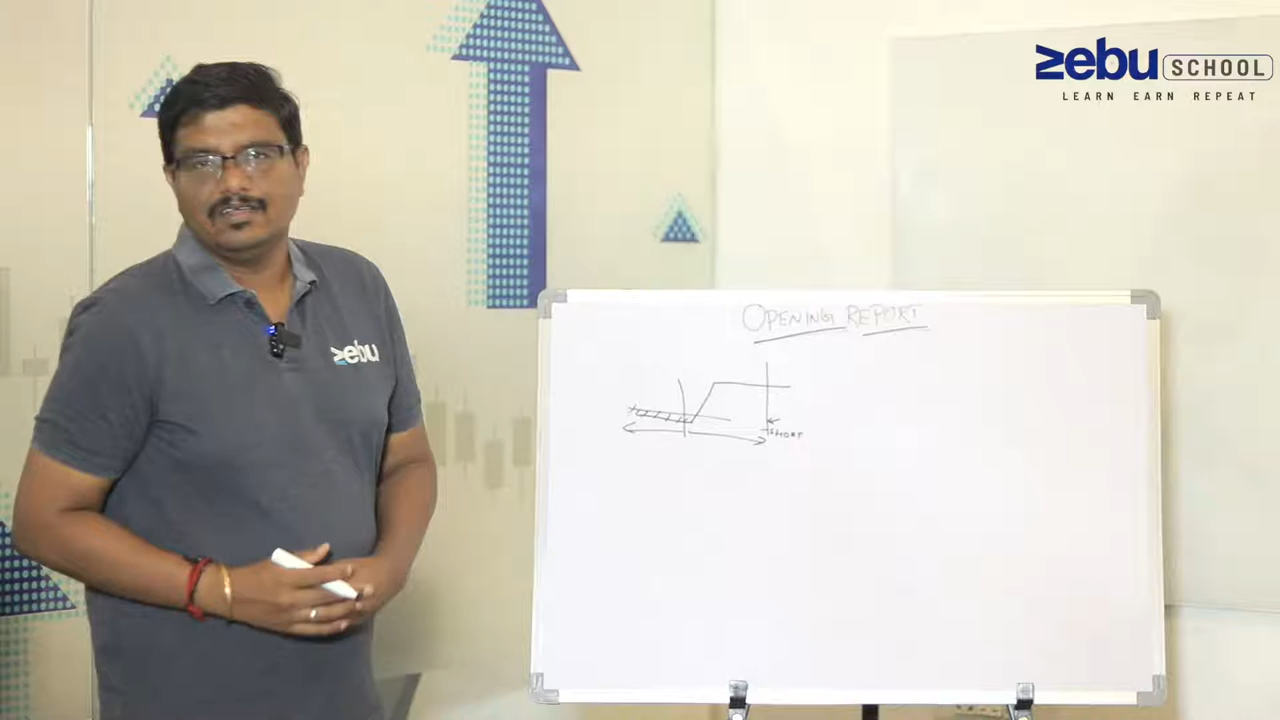 zebu SCHOOL
LEARN EARN REPEAT
OPENING REPORT
zebu
SHORT